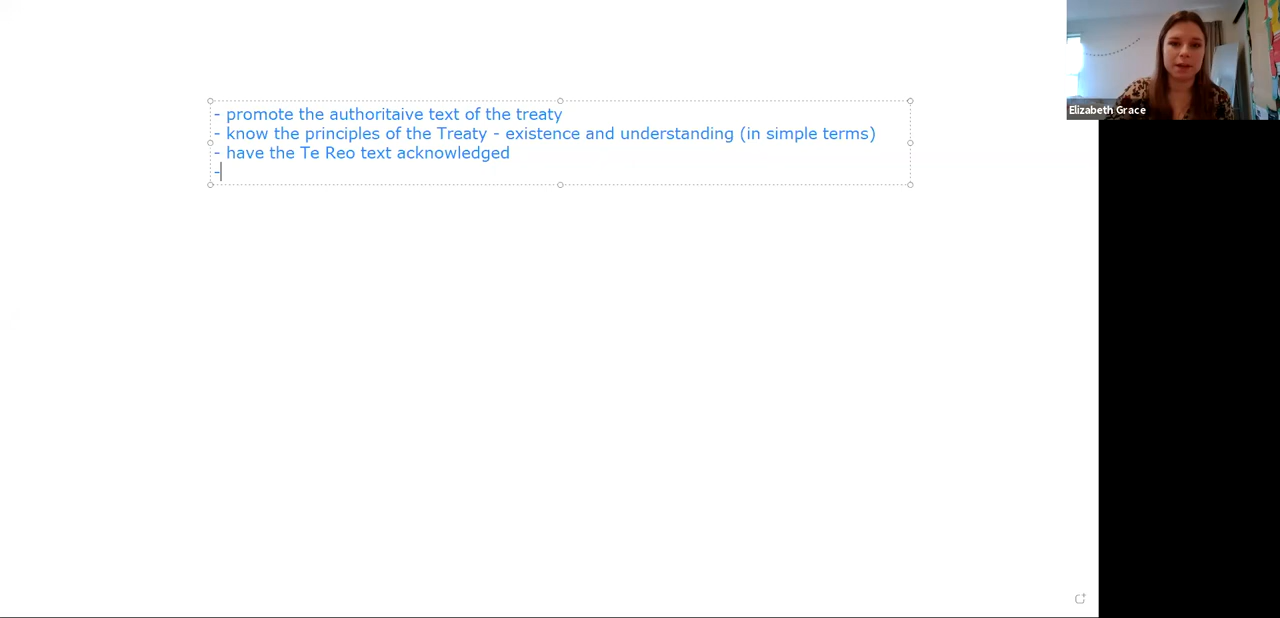 - promote the authoritaive text of the treaty
- know the principles of the Treaty - existence and understanding (in simple terms)
- have the Te Reo text acknowledged
-
Elizabeth Grace